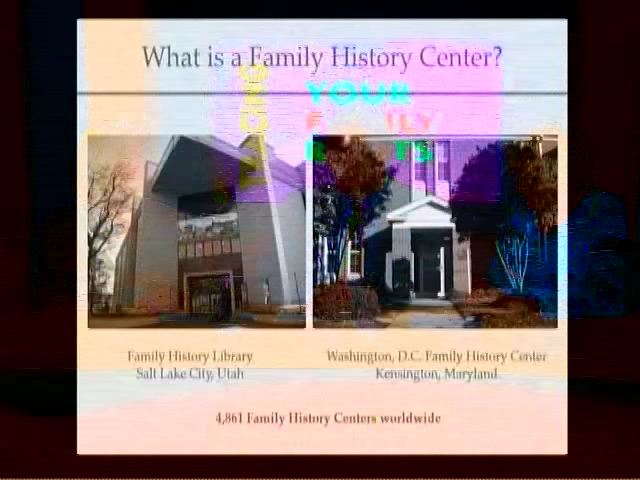 What is a Family History Center?
YOUR
Family History Library
Salt Lake City, Utah
Washington, D.C. Family History Center
Kensington, Maryland
4,861 Family History Centers worldwide